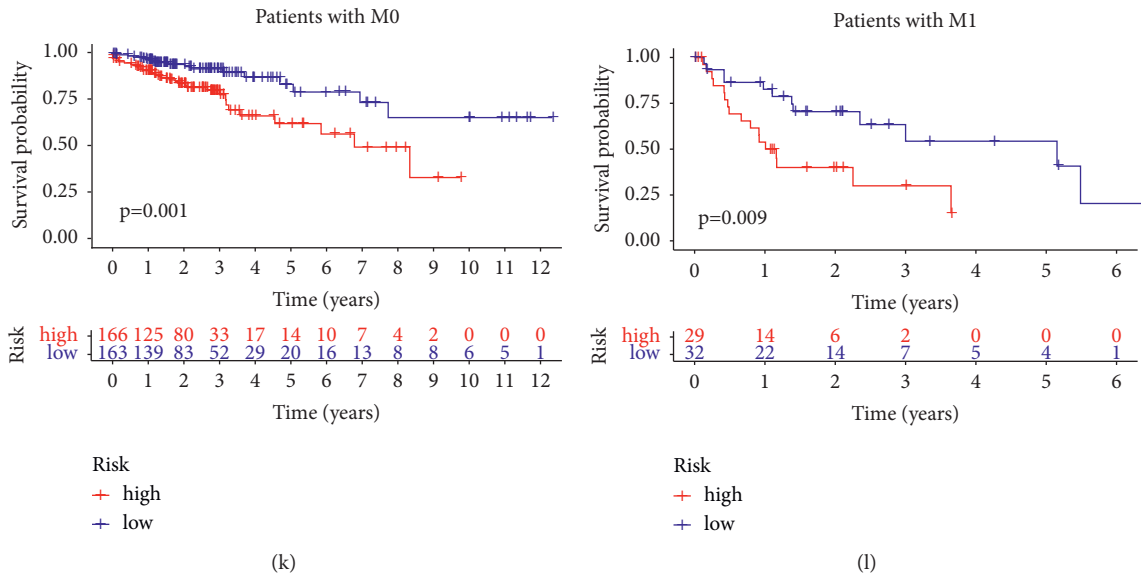 Patients with M0
Survival probability
1.00
0.75
0.50
0.25
0.00
p=0.001
0 1 2 3 4 5 6 7 8 9 10 11 12
Time (years)
Risk
high 166 125 80 33 17 14 10 7 4 2 0 0 0
low 163 139 83 52 29 20 16 13 8 8 6 5 1
0 1 2 3 4 5 6 7 8 9 10 11 12
Time (years)
Risk
high
low
(k)
Patients with M1
Survival probability
1.00
0.75
0.50
0.25
0.00
p=0.009
0 1 2 3 4 5 6
Time (years)
Risk
high 29 14 6 2 0 0 0
low 32 22 14 7 5 4 1
0 1 2 3 4 5 6
Time (years)
Risk
high
low
(l)